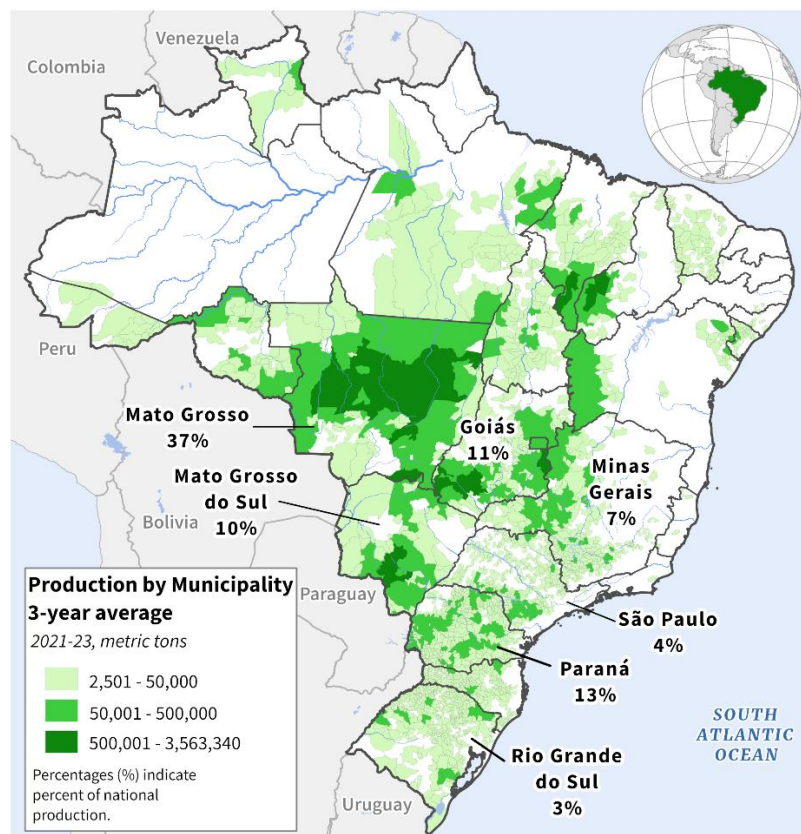 Venezuela
Colombia
Peru
Mato Grosso
37%
Goiás
11%
Mato Grosso
do Sul
10%
Minas
Gerais
7%
Bolivia
Paraguay
São Paulo
4%
Paraná
13%
Rio Grande
do Sul
3%
Uruguay
SOUTH
ATLANTIC
OCEAN
Production by Municipality
3-year average
2021-23, metric tons
2,501 - 50,000
50,001 - 500,000
500,001 - 3,563,340
Percentages (%) indicate
percent of national
production.